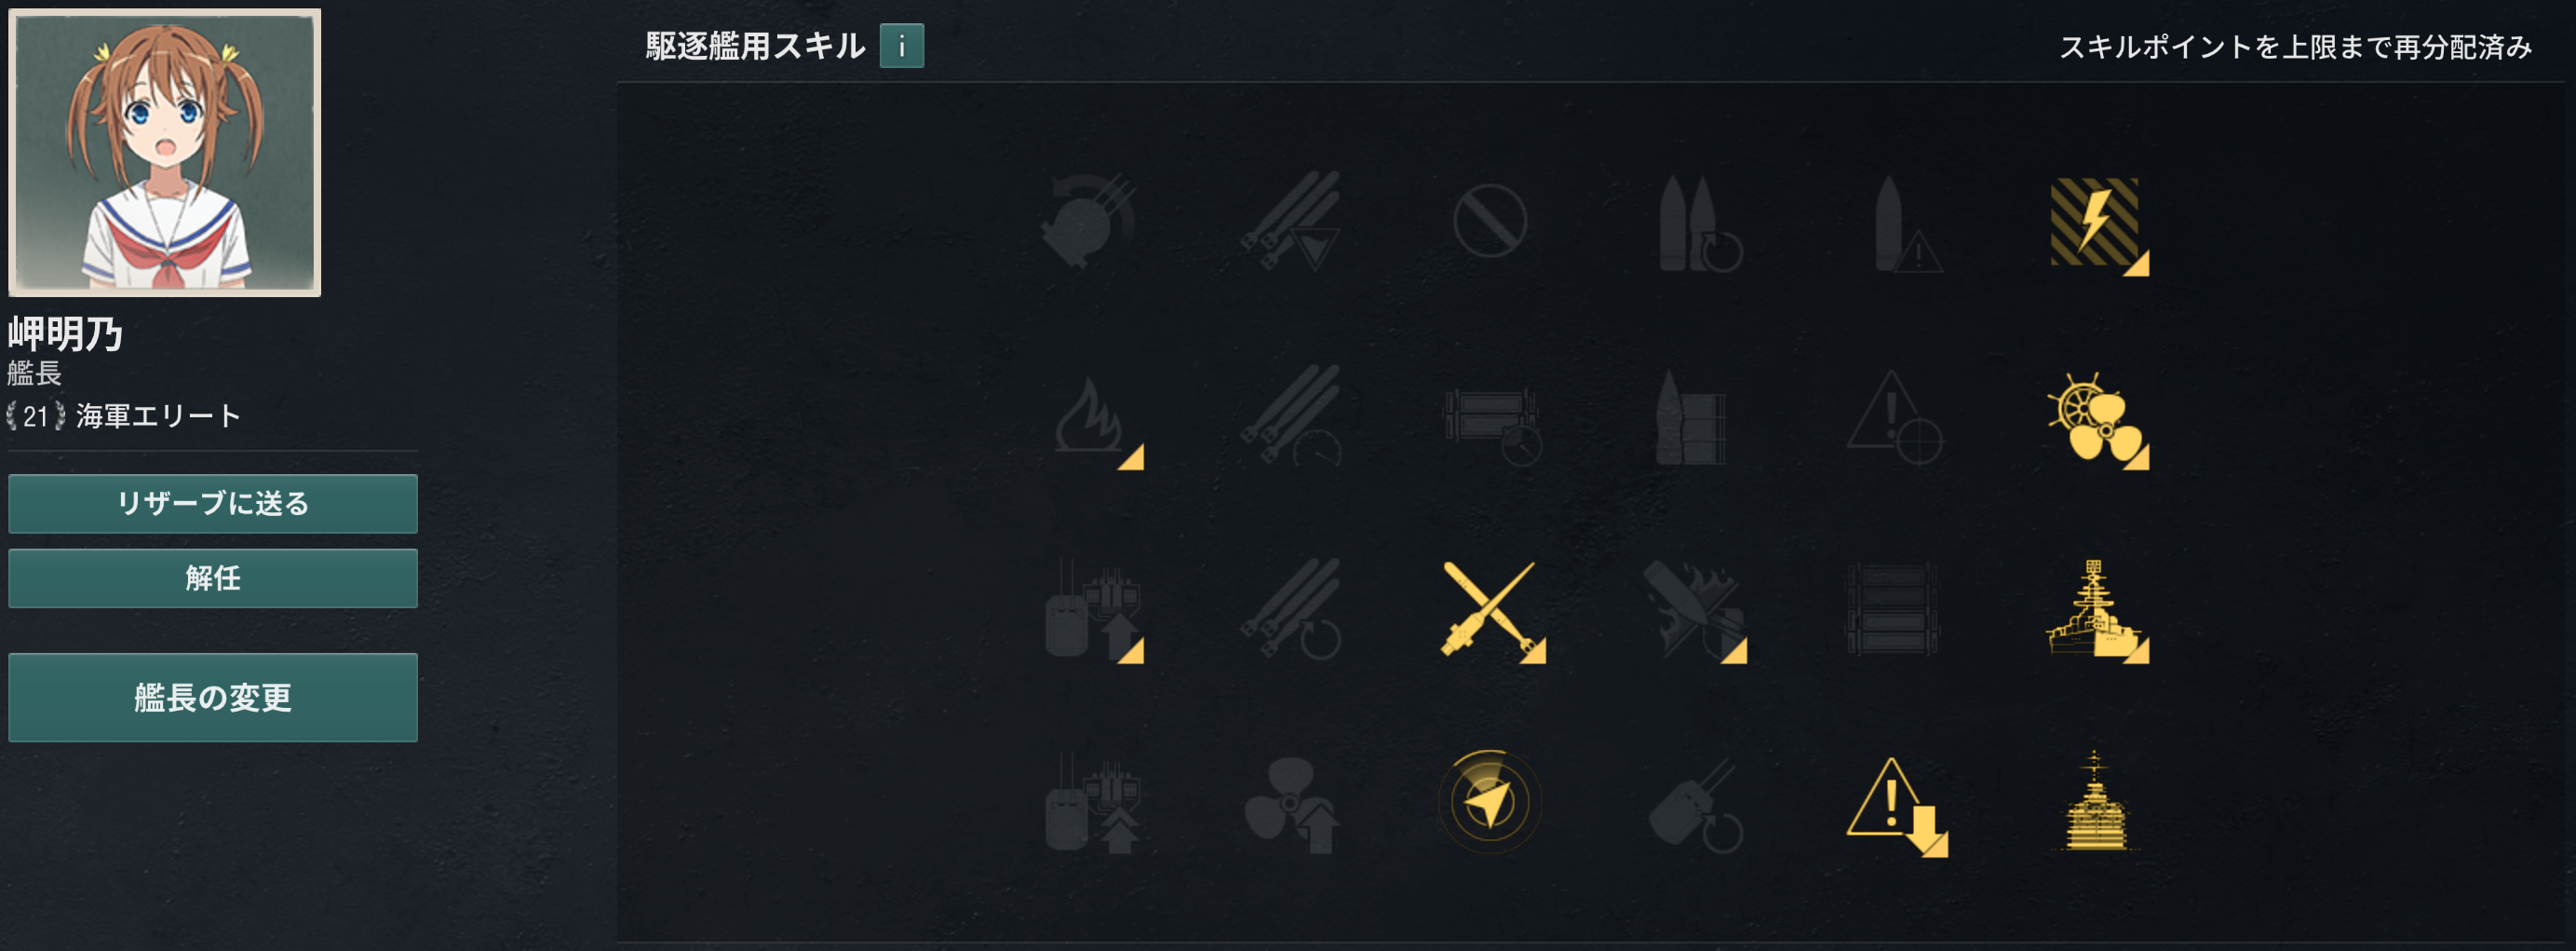 駆逐艦用スキル i
スキルポイントを上限まで再分配済み
岬明乃
艦長
21 海軍エリート
リザーブに送る
解任
艦長の変更